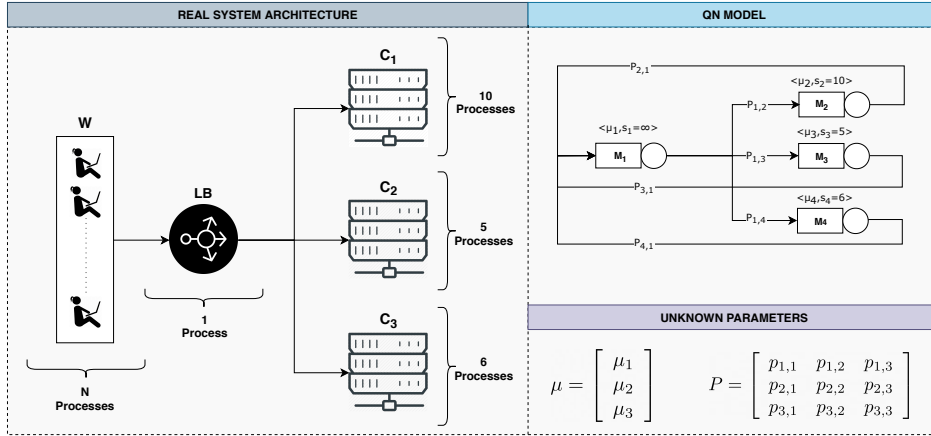 REAL SYSTEM ARCHITECTURE
W
N
Processes
LB
1
Process
C1
10
Processes
C2
5
Processes
C3
6
Processes
QN MODEL
P2,1
<μ1,s1=∞>
M1
P1,2
<μ2,s2=10>
M2
P1,3
<μ3,s3=5>
M3
P3,1
P1,4
<μ4,s4=6>
M4
P4,1
UNKNOWN PARAMETERS
μ =
μ1
μ2
μ3
P =
p1,1 p1,2 p1,3
p2,1 p2,2 p2,3
p3,1 p3,2 p3,3